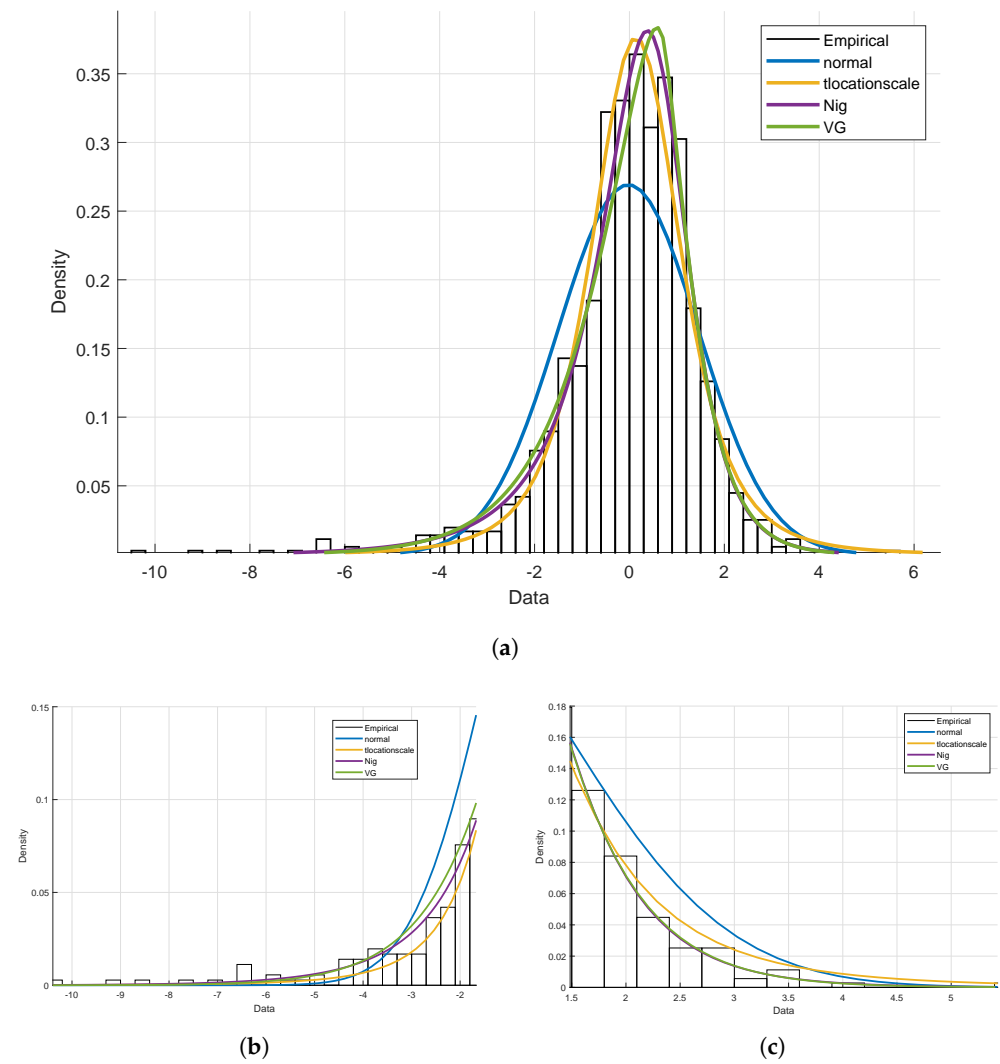 Empirical
normal
tlocationscale
Nig
VG
0.35
0.3
0.25
0.2
0.15
0.1
0.05
Density
-10 -8 -6 -4 -2 0 2 4 6
Data
(a)
0.15
0.1
0.05
0
Density
Empirical
normal
tlocationscale
Nig
VG
-10 -9 -8 -7 -6 -5 -4 -3 -2
Data
(b)
0.18
0.16
0.14
0.12
0.1
0.08
0.06
0.04
0.02
0
Density
Empirical
normal
tlocationscale
Nig
VG
1.5 2 2.5 3 3.5 4 4.5 5
Data
(c)